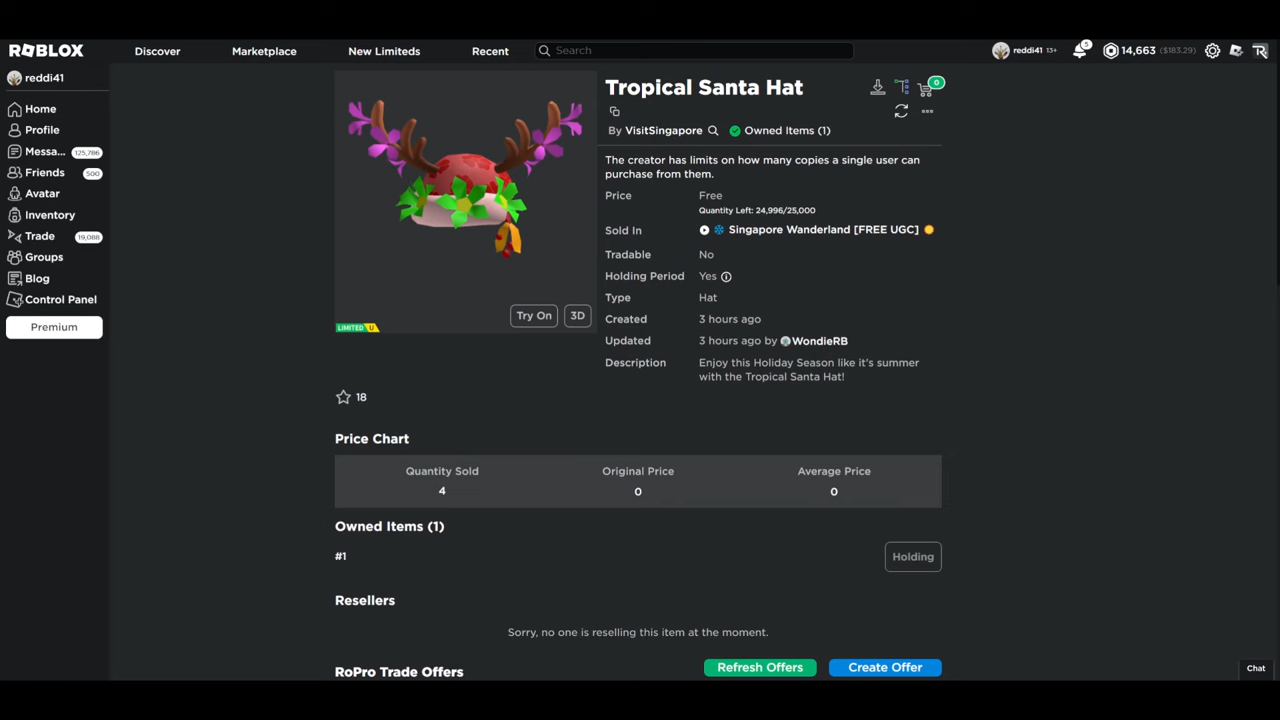 ROBLOX
Discover
Marketplace
New Limiteds
Recent
Search
reddi41 13+
5
14,663 ($183.29)
reddi41
Home
Profile
Messa... 125,786
Friends 500
Avatar
Inventory
Trade 19,088
Groups
Blog
Control Panel
Premium
LIMITED U
Try On
3D
18
Tropical Santa Hat
0
By VisitSingapore
Owned Items (1)
The creator has limits on how many copies a single user can
purchase from them.
Price Free
Quantity Left: 24,996/25,000
Sold In Singapore Wanderland [FREE UGC]
Tradable No
Holding Period Yes
Type Hat
Created 3 hours ago
Updated 3 hours ago by WondieRB
Description Enjoy this Holiday Season like it's summer
with the Tropical Santa Hat!
Price Chart
Quantity Sold Original Price Average Price
4 0 0
Owned Items (1)
#1 Holding
Resellers
Sorry, no one is reselling this item at the moment.
RoPro Trade Offers
Refresh Offers
Create Offer
Chat